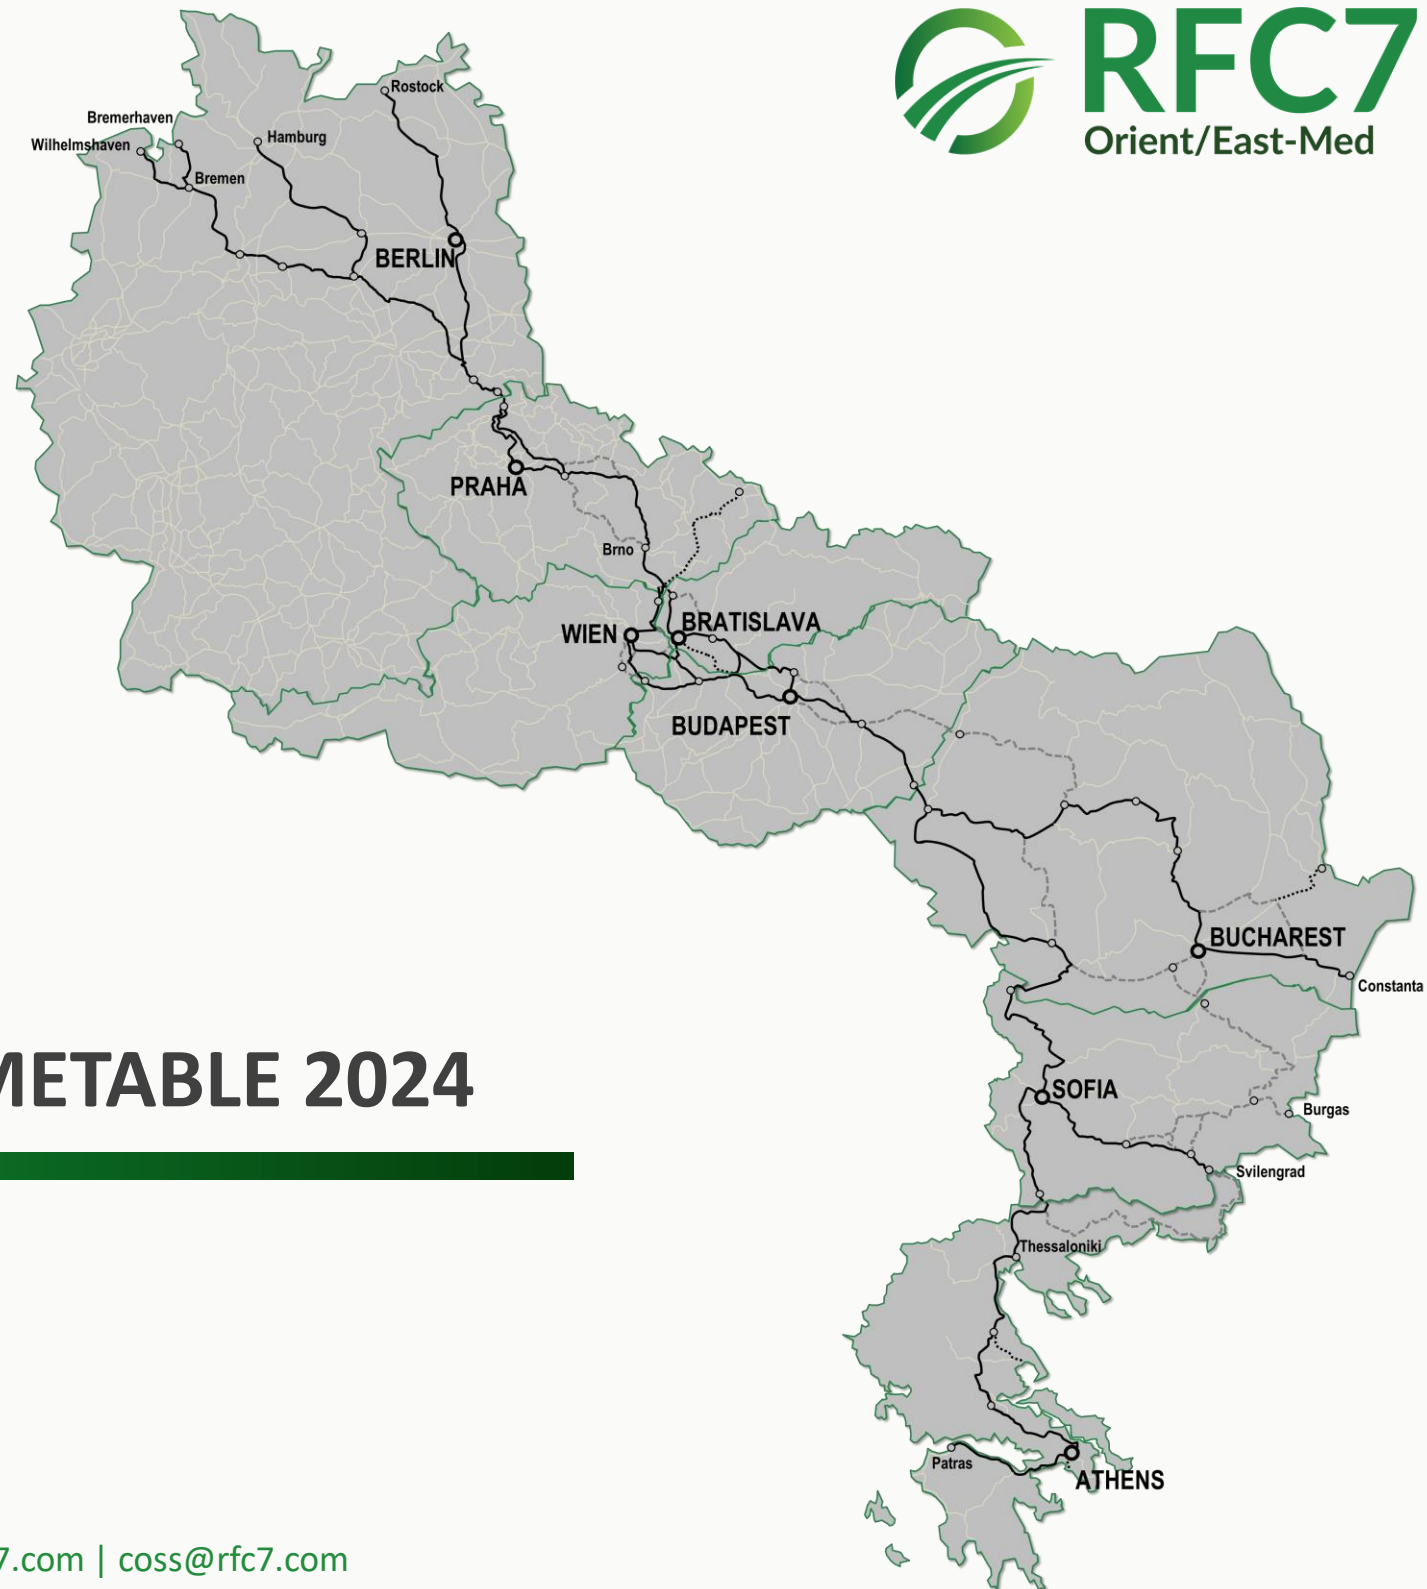 RFC7
Orient/East-Med
Rostock
Bremerhaven
Hamburg
Wilhelmshaven
Bremen
BERLIN
PRAHA
Brno
BRATISLAVA
WIEN
BUDAPEST
BUCHAREST
Constanta
METABLE 2024
SOFIA
Burgas
Svilengrad
Thessaloniki
Patras
ATHENS
7.com | coss@rfc7.com